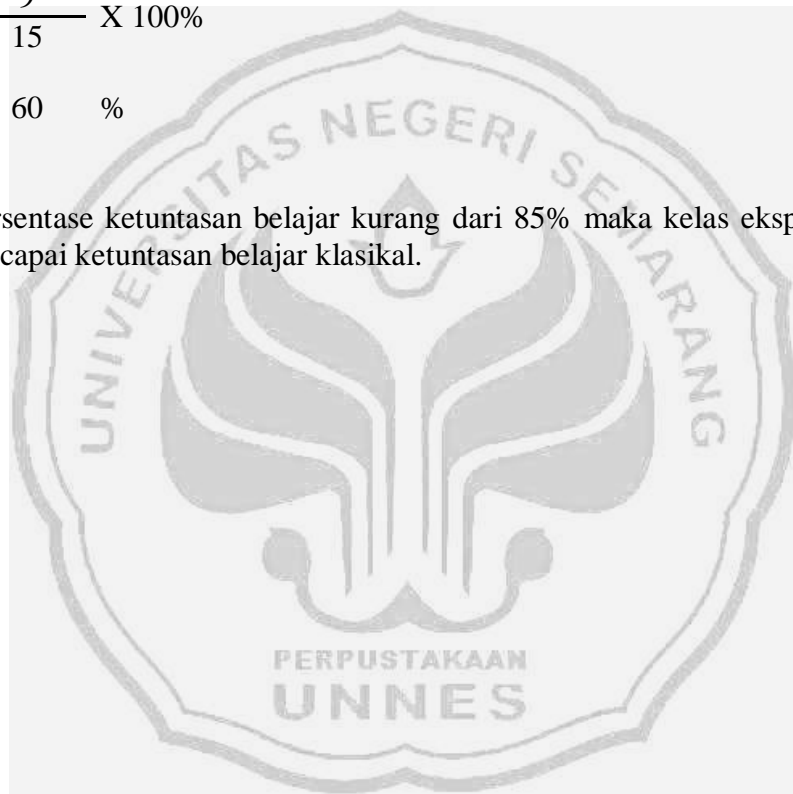 X 100%
15
60 %
rsentase ketuntasan belajar kurang dari 85% maka kelas eksp
capai ketuntasan belajar klasikal.
UNIVERSITAS NEGERI SEMARANG
PERPUSTAKAAN
UNNES